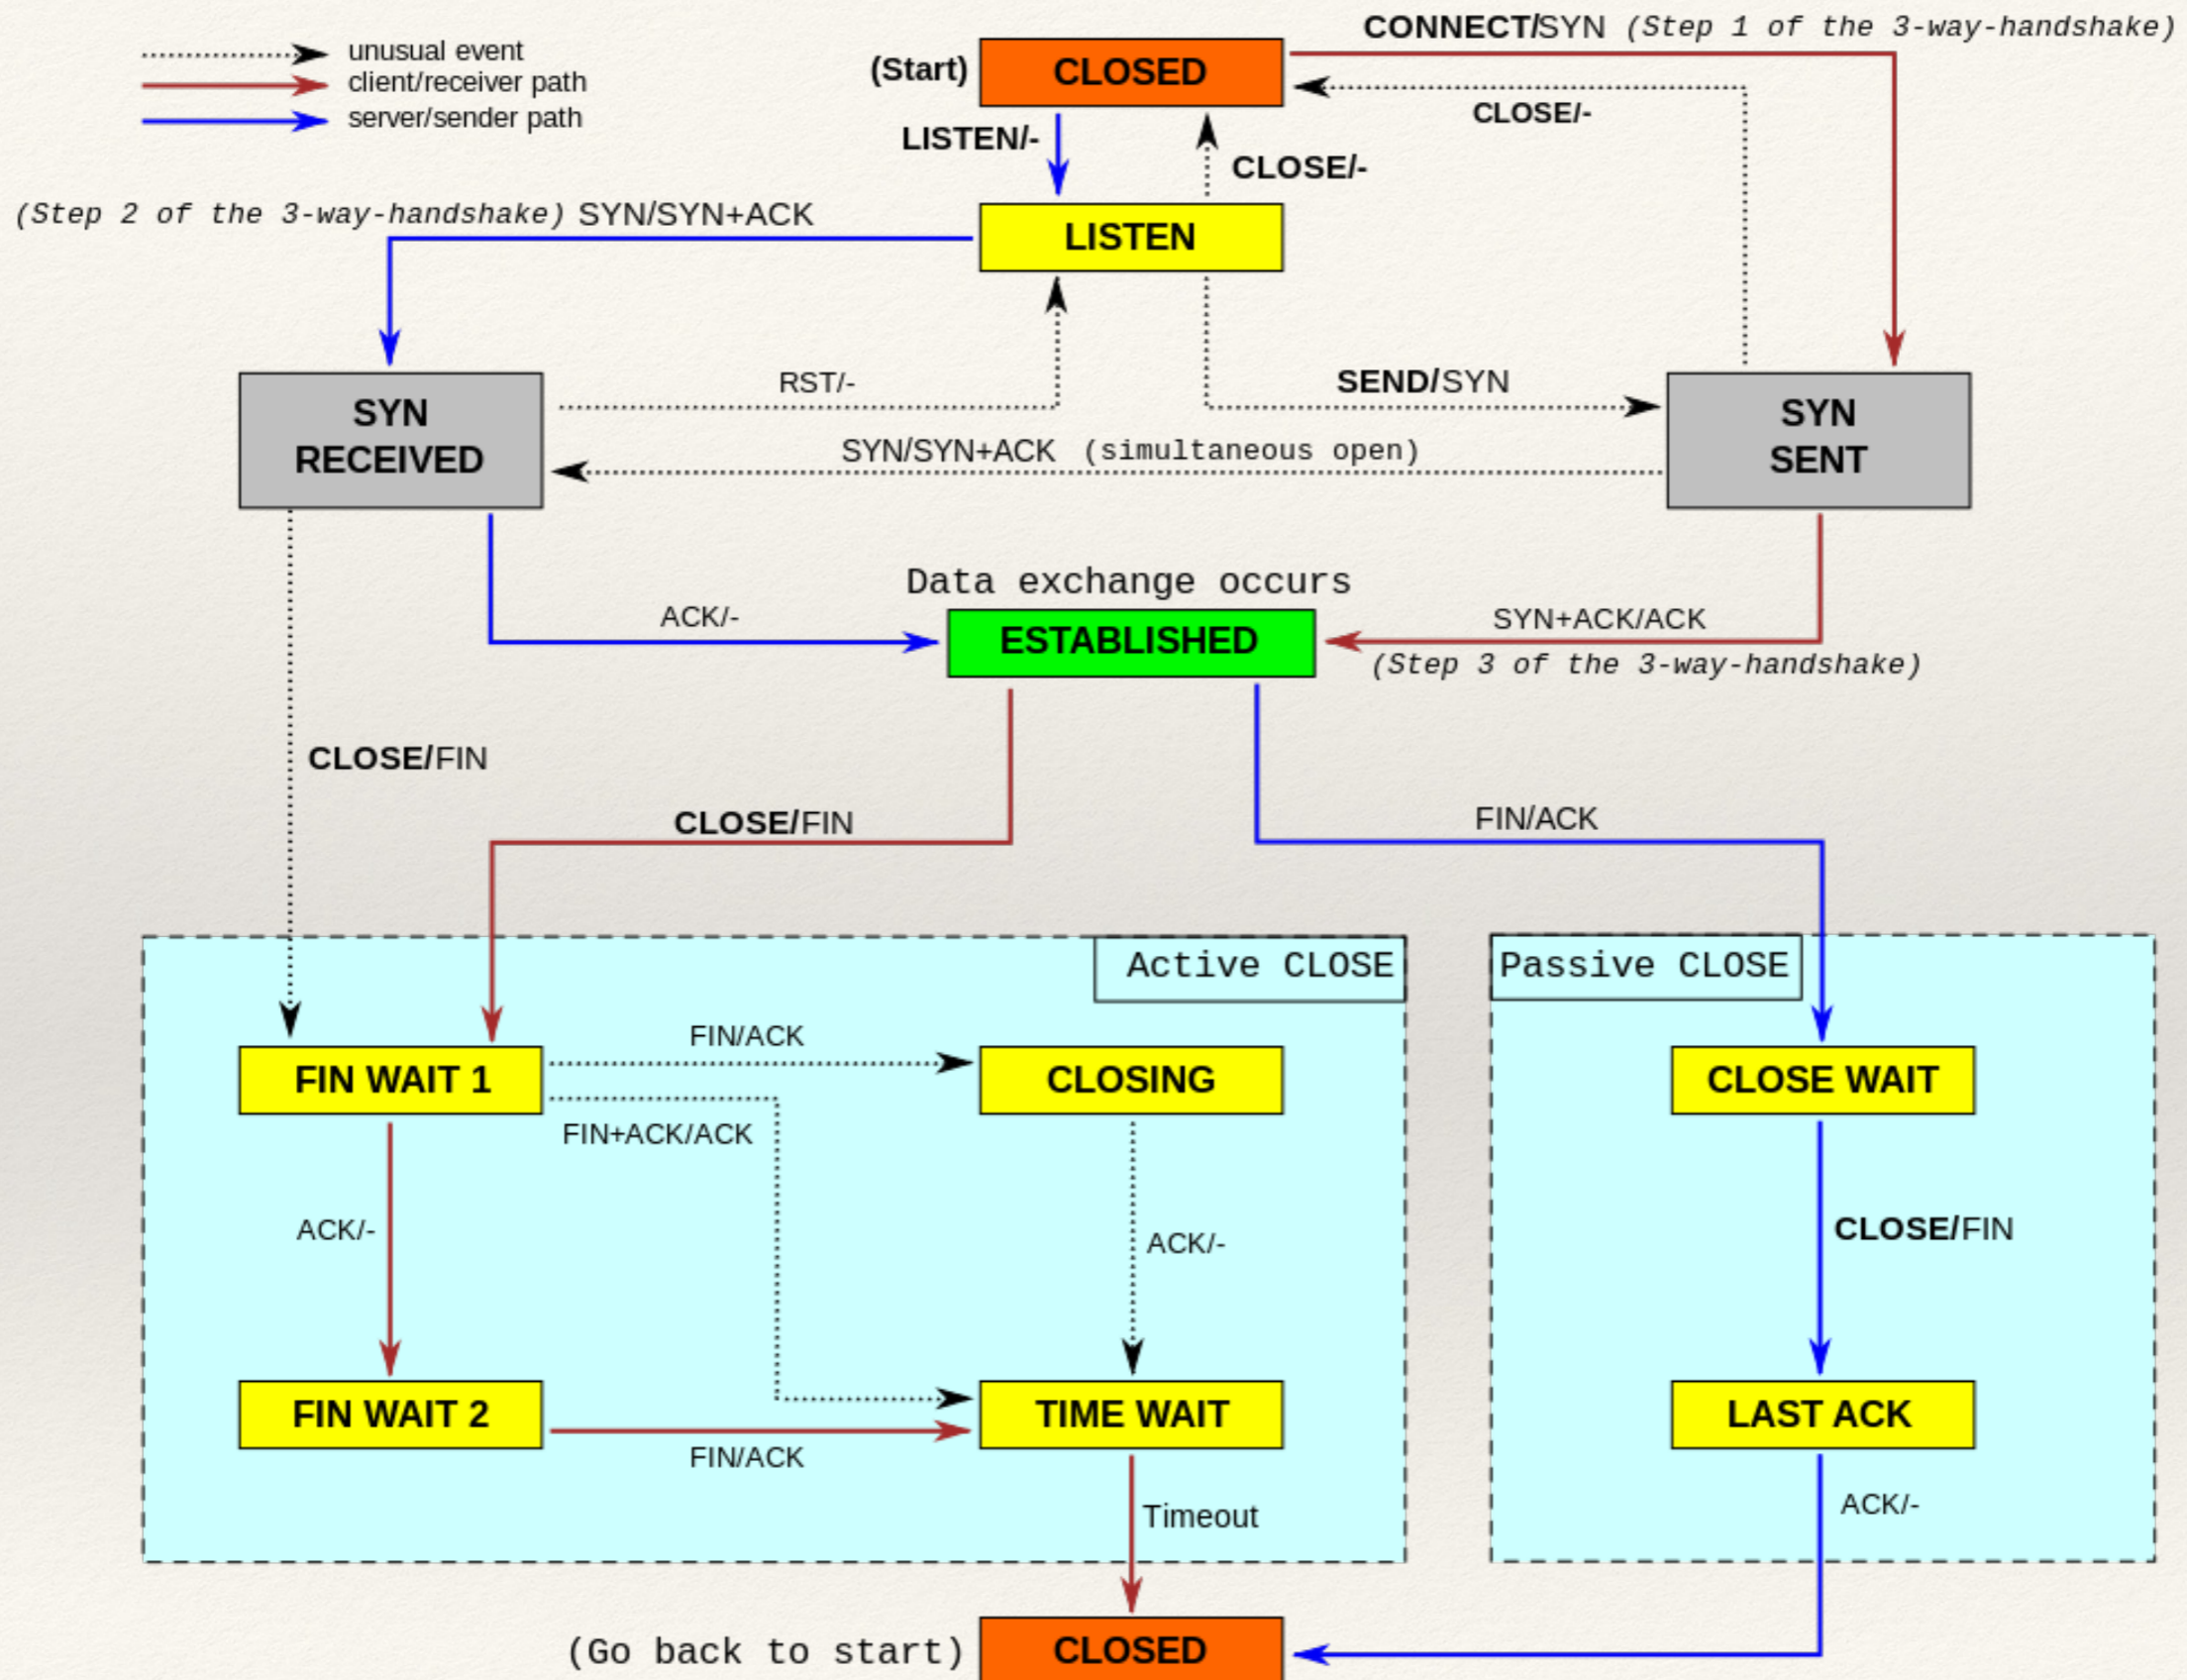 CONNECT/SYN (Step 1 of the 3-way-handshake)
unusual event
client/receiver path
server/sender path
(Start)
CLOSED
CLOSE/-
LISTEN/-
CLOSE/-
(Step 2 of the 3-way-handshake) SYN/SYN+ACK
LISTEN
RST/-
SEND/SYN
SYN
RECEIVED
SYN
SENT
SYN/SYN+ACK (simultaneous open)
Data exchange occurs
ACK/-
ESTABLISHED
SYN+ACK/ACK
(Step 3 of the 3-way-handshake)
CLOSE/FIN
CLOSE/FIN
FIN/ACK
Active CLOSE
Passive CLOSE
FIN/ACK
FIN WAIT 1
CLOSING
CLOSE WAIT
FIN+ACK/ACK
ACK/-
ACK/-
CLOSE/FIN
FIN WAIT 2
TIME WAIT
LAST ACK
FIN/ACK
Timeout
ACK/-
(Go back to start)
CLOSED